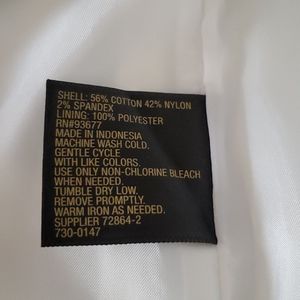 SHELL: 56% COTTON 42% NYLON
2% SPANDEX
LINING: 100% POLYESTER
RN#93677
MADE IN INDONESIA
MACHINE WASH COLD.
GENTLE CYCLE
WITH LIKE COLORS.
USE ONLY NON-CHLORINE BLEACH
WHEN NEEDED.
TUMBLE DRY LOW.
REMOVE PROMPTLY.
WARM IRON AS NEEDED.
SUPPLIER 72864-2
730-0147